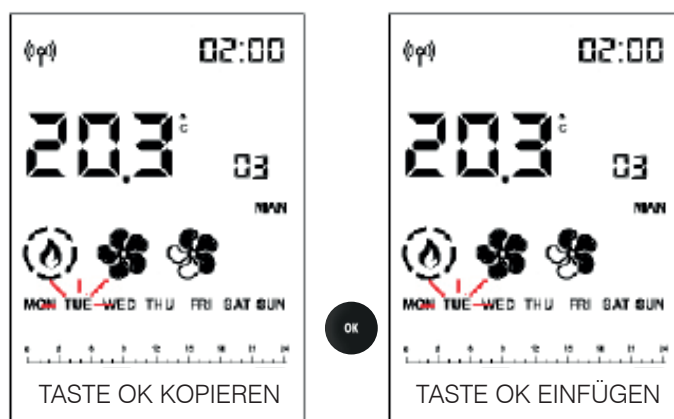 02:00
20.3 °C
03
MAN
MON TUE WED THU FRI SAT SUN
TASTE OK KOPIEREN
OK
02:00
20.3 °C
03
MAN
MON TUE WED THU FRI SAT SUN
TASTE OK EINFÜGEN